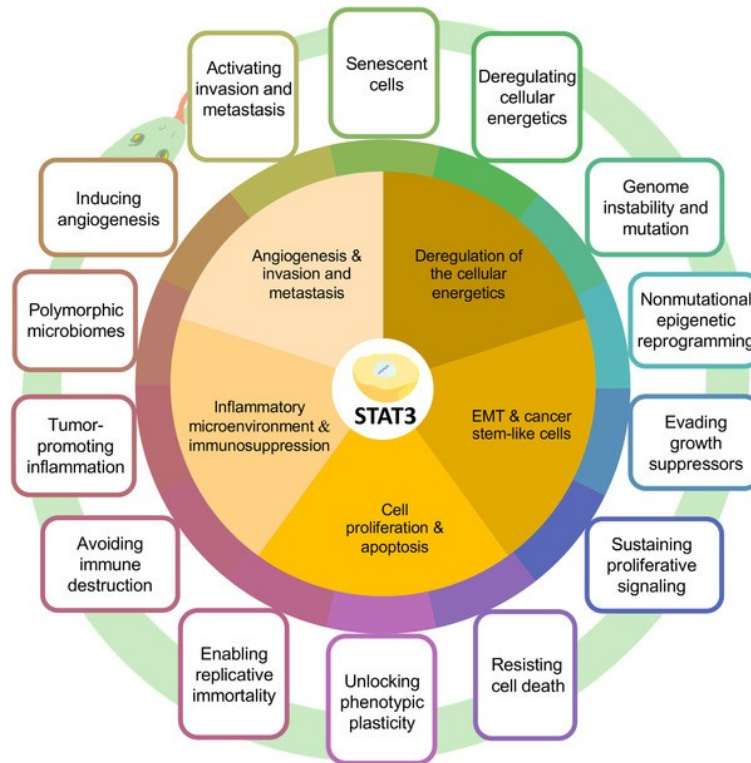 Senescent
cells
Deregulating
cellular
energetics
Genome
instability and
mutation
Nonmutational
epigenetic
reprogramming
Evading
growth
suppressors
Sustaining
proliferative
signaling
Resisting
cell death
Unlocking
phenotypic
plasticity
Enabling
replicative
immortality
Avoiding
immune
destruction
Tumor-
promoting
inflammation
Polymorphic
microbiomes
Inducing
angiogenesis
Activating
invasion and
metastasis
Angiogenesis &
invasion and
metastasis
Deregulation of
the cellular
energetics
EMT & cancer
stem-like cells
Cell
proliferation &
apoptosis
Inflammatory
microenvironment &
immunosuppression
STAT3